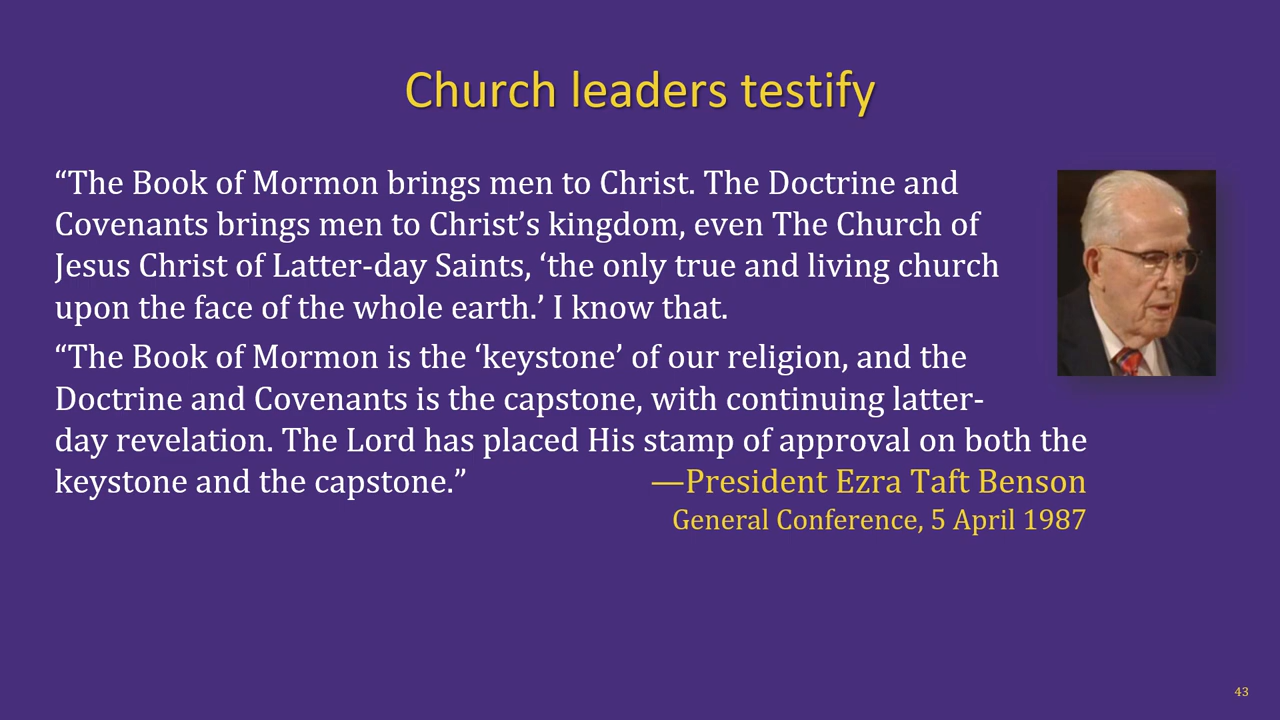 Church leaders testify
“The Book of Mormon brings men to Christ. The Doctrine and
Covenants brings men to Christ’s kingdom, even The Church of
Jesus Christ of Latter-day Saints, ‘the only true and living church
upon the face of the whole earth.’ I know that.
“The Book of Mormon is the ‘keystone’ of our religion, and the
Doctrine and Covenants is the capstone, with continuing latter-
day revelation. The Lord has placed His stamp of approval on both the
keystone and the capstone.” —President Ezra Taft Benson
General Conference, 5 April 1987
43